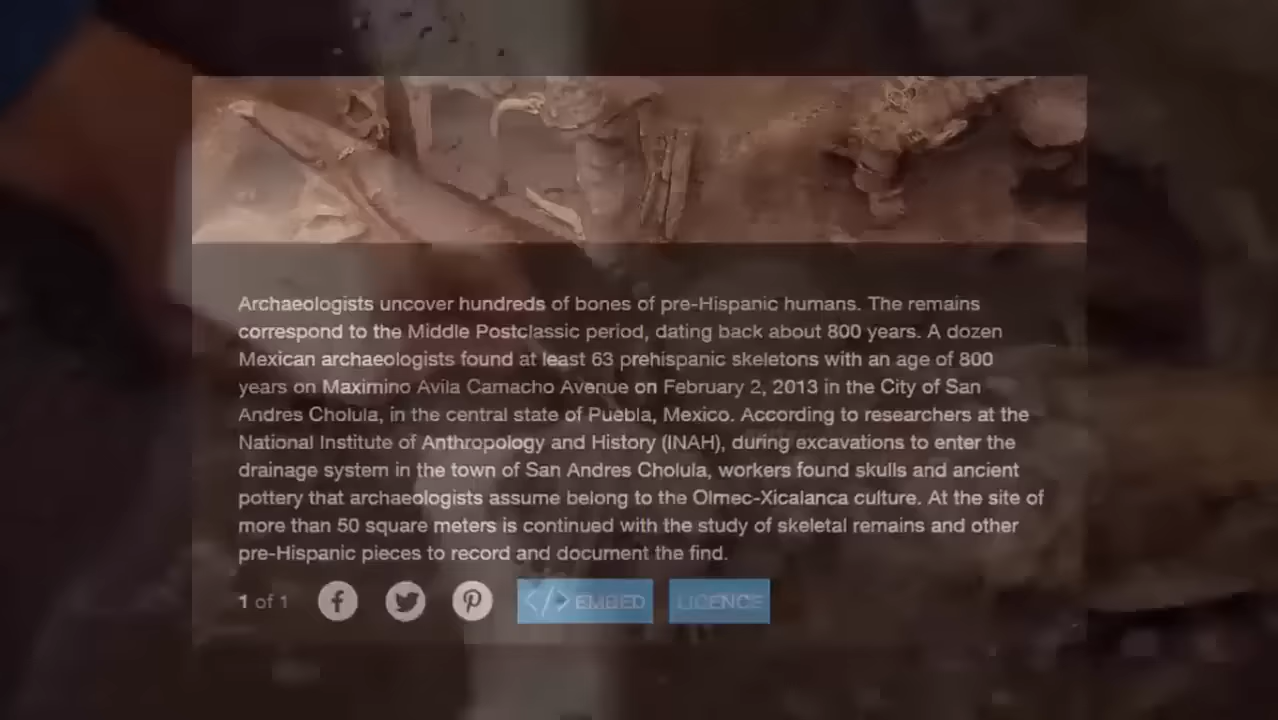 Archaeologists uncover hundreds of bones of pre-Hispanic humans. The remains
correspond to the Middle Postclassic period, dating back about 800 years. A dozen
Mexican archaeologists found at least 63 prehispanic skeletons with an age of 800
years on Maximino Avila Camacho Avenue on February 2, 2013 in the City of San
Andres Cholula, in the central state of Puebla, Mexico. According to researchers at the
National Institute of Anthropology and History (INAH), during excavations to enter the
drainage system in the town of San Andres Cholula, workers found skulls and ancient
pottery that archaeologists assume belong to the Olmec-Xicalanca culture. At the site of
more than 50 square meters is continued with the study of skeletal remains and other
pre-Hispanic pieces to record and document the find.
1 of 1 </> EMBED LICENCE